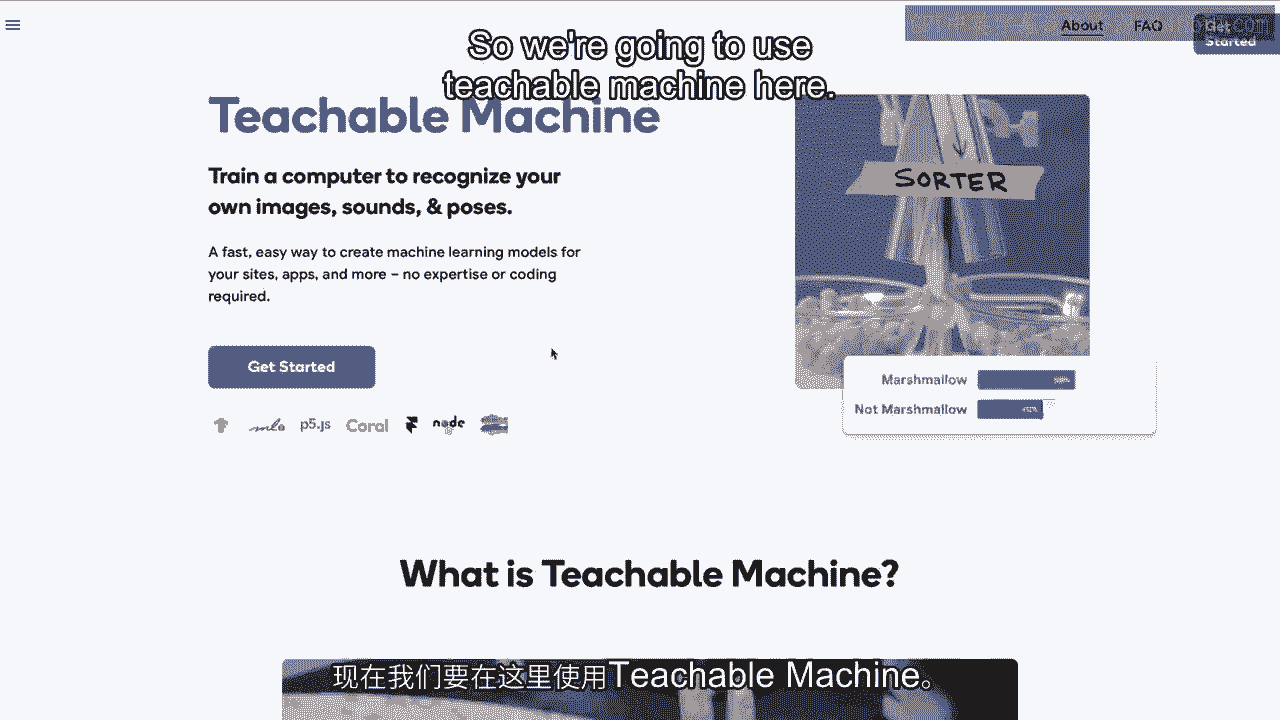 About
FAQ
Get
Started
So we're going to use
teachable machine here.
Teachable Machine
Train a computer to recognize your
own images, sounds, & poses.
A fast, easy way to create machine learning models for
your sites, apps, and more – no expertise or coding
required.
Get Started
p5.js
Coral
node
SORTER
Marshmallow
Not Marshmallow
What is Teachable Machine?
现在我们要在这里使用Teachable Machine。